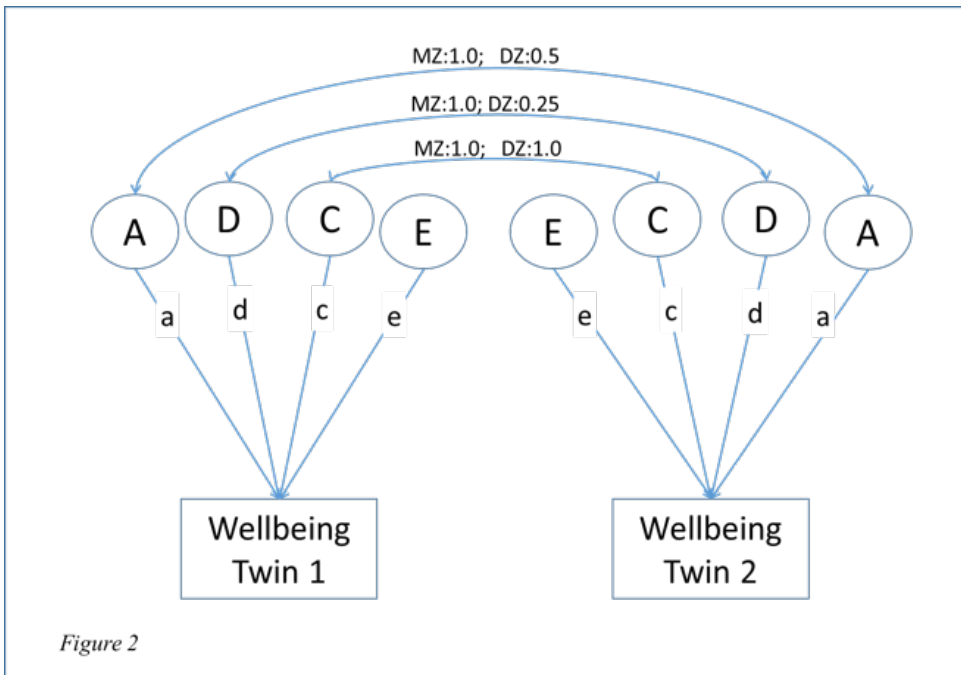 MZ:1.0; DZ:0.5
MZ:1.0; DZ:0.25
MZ:1.0; DZ:1.0
A D C E E C D A
a d c e e c d a
Wellbeing Wellbeing
Twin 1 Twin 2
Figure 2